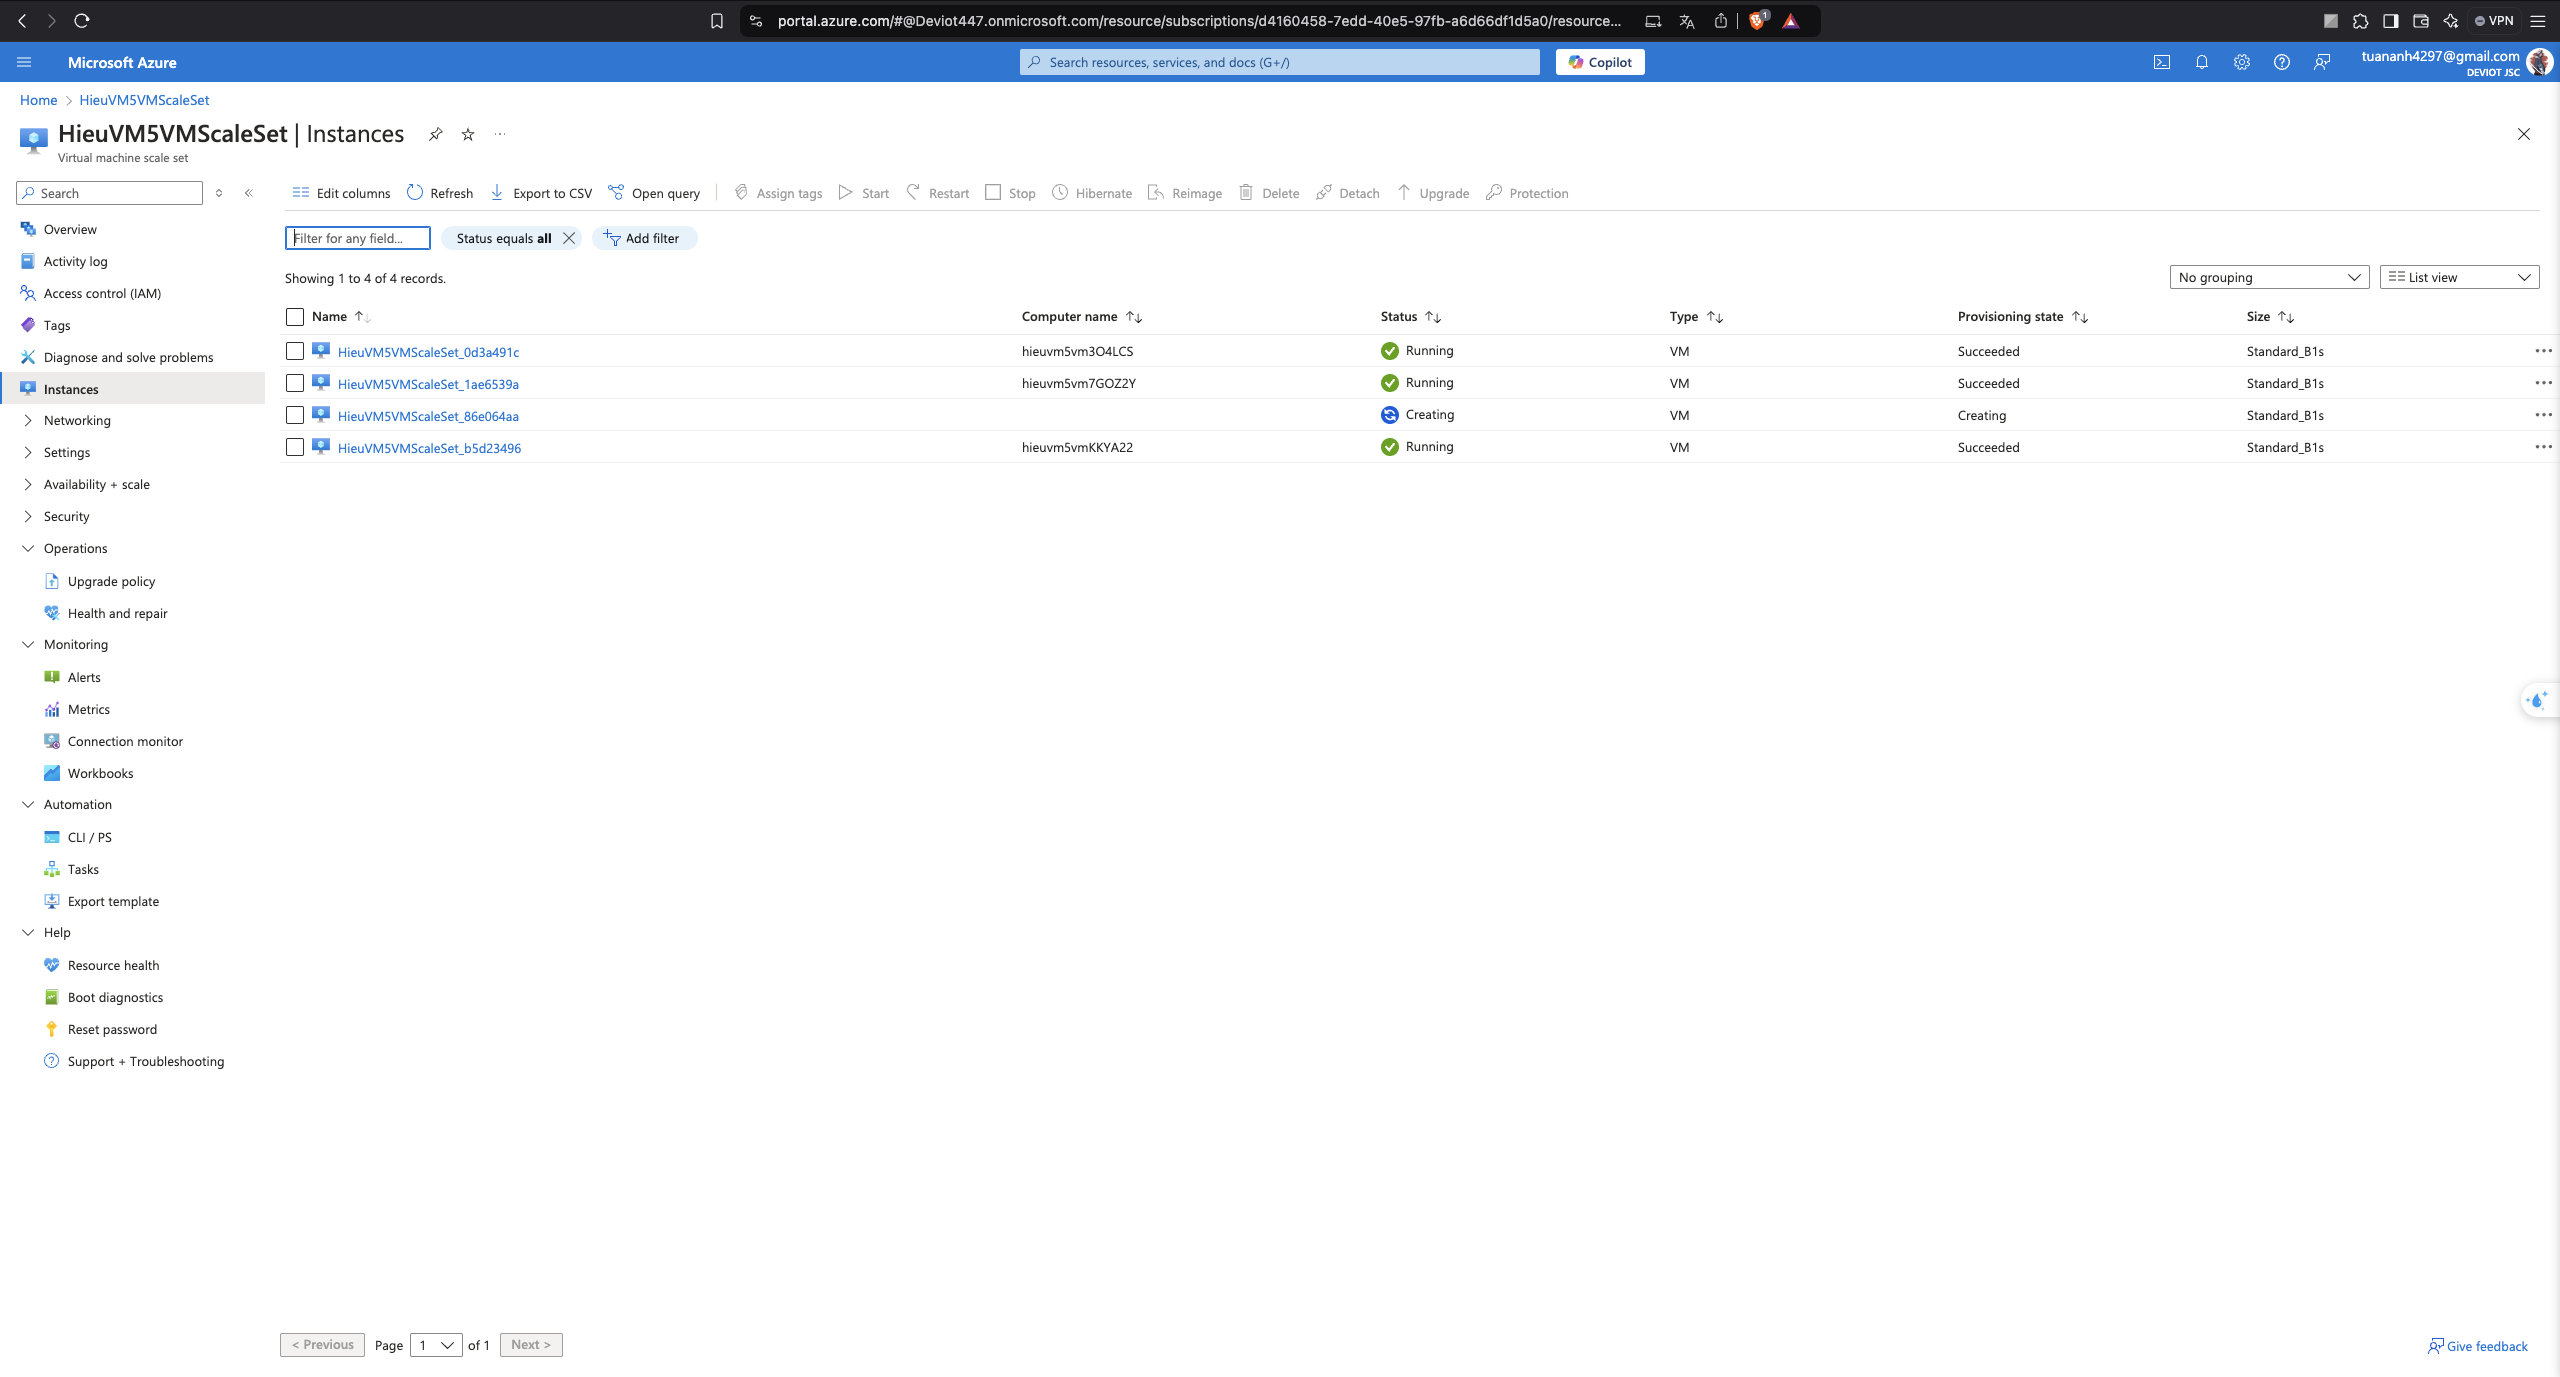 portal.azure.com/#@Deviot447.onmicrosoft.com/resource/subscriptions/d4160458-7edd-40e5-97fb-a6d66df1d5a0/resource...
1
VPN
Microsoft Azure
Search resources, services, and docs (G+/)
Copilot
tuananh4297@gmail.com
DEVIOT JSC
Home > HieuVM5VMScaleSet
HieuVM5VMScaleSet | Instances
Virtual machine scale set
Search
Edit columns Refresh Export to CSV Open query Assign tags Start Restart Stop Hibernate Reimage Delete Detach Upgrade Protection
Overview
Activity log
Access control (IAM)
Tags
Diagnose and solve problems
Instances
Networking
Settings
Availability + scale
Security
Operations
Upgrade policy
Health and repair
Monitoring
Alerts
Metrics
Connection monitor
Workbooks
Automation
CLI / PS
Tasks
Export template
Help
Resource health
Boot diagnostics
Reset password
Support + Troubleshooting
Filter for any field... Status equals all Add filter
Showing 1 to 4 of 4 records.
No grouping
List view
Name Computer name Status Type Provisioning state Size
HieuVM5VMScaleSet_0d3a491c hieuvm5vm3O4LCS Running VM Succeeded Standard_B1s
HieuVM5VMScaleSet_1ae6539a hieuvm5vm7GOZ2Y Running VM Succeeded Standard_B1s
HieuVM5VMScaleSet_86e064aa Creating VM Creating Standard_B1s
HieuVM5VMScaleSet_b5d23496 hieuvm5vmKKYA22 Running VM Succeeded Standard_B1s
< Previous Page 1 of 1 Next >
Give feedback